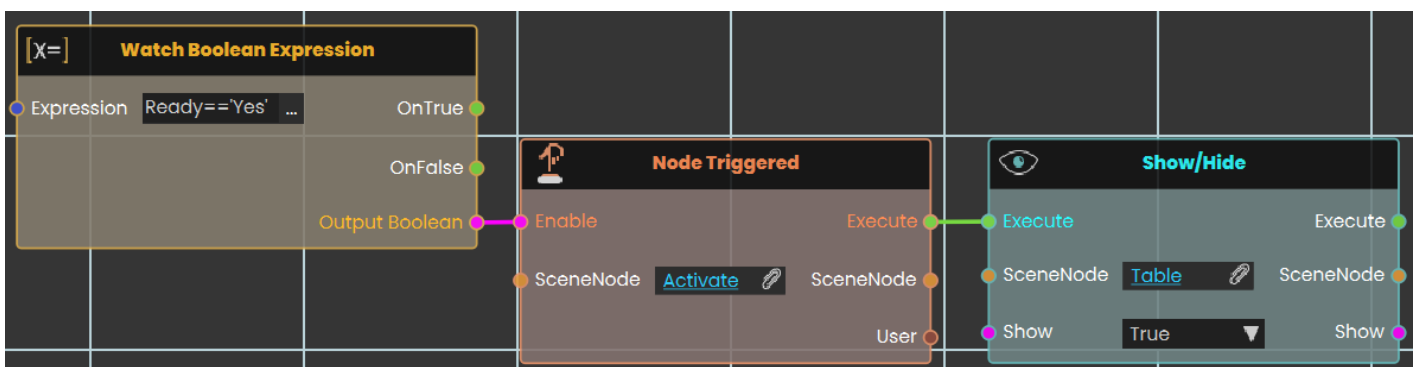 [χ=] Watch Boolean Expression
Expression Ready=='Yes' ... OnTrue
OnFalse
Output Boolean
Node Triggered
Enable Execute
SceneNode Activate SceneNode
User
Show/Hide
Execute Execute
SceneNode Table SceneNode
Show True Show